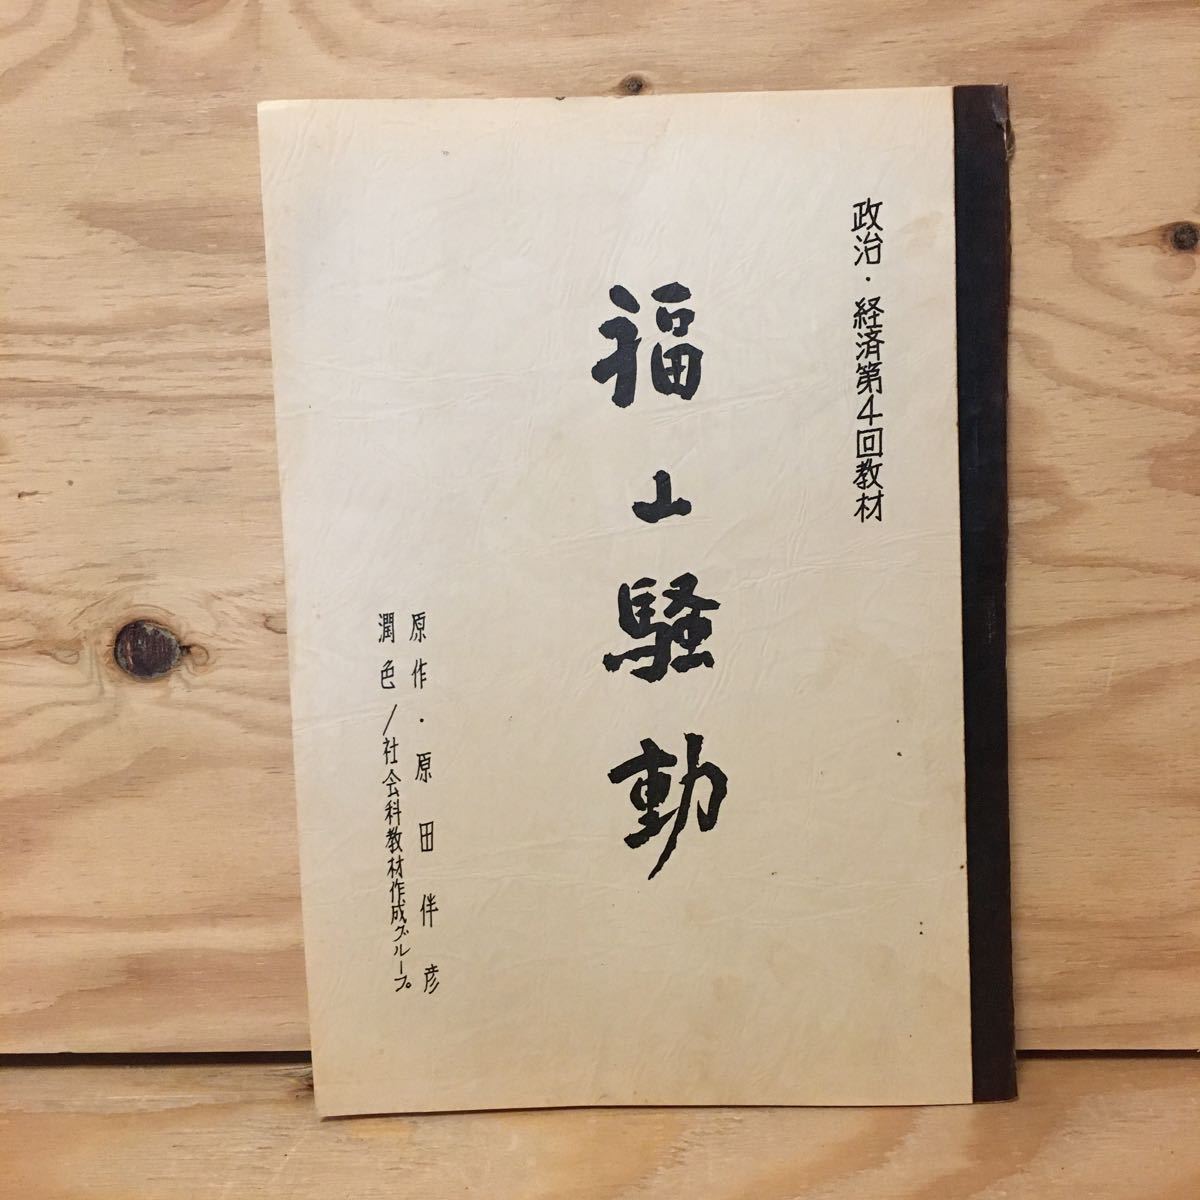 政治・経済第4回教材
福山騒動
原作・原田伴彦
潤色/社会科教材作成グループ